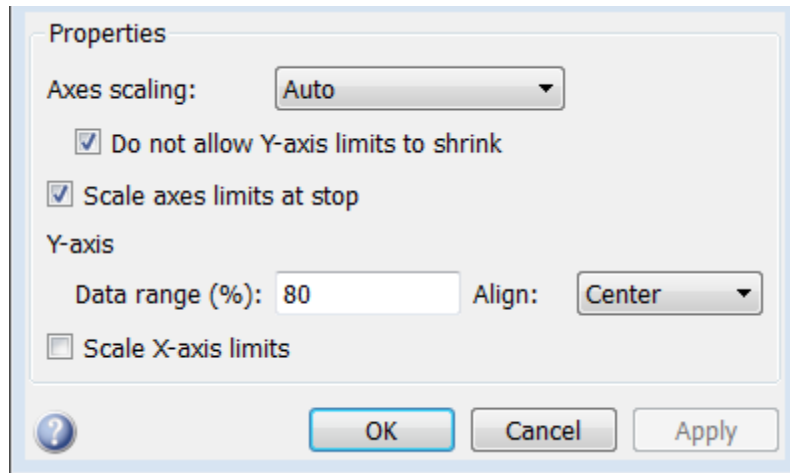 Properties
Axes scaling: Auto
Do not allow Y-axis limits to shrink
Scale axes limits at stop
Y-axis
Data range (%): 80 Align: Center
Scale X-axis limits
? OK Cancel Apply